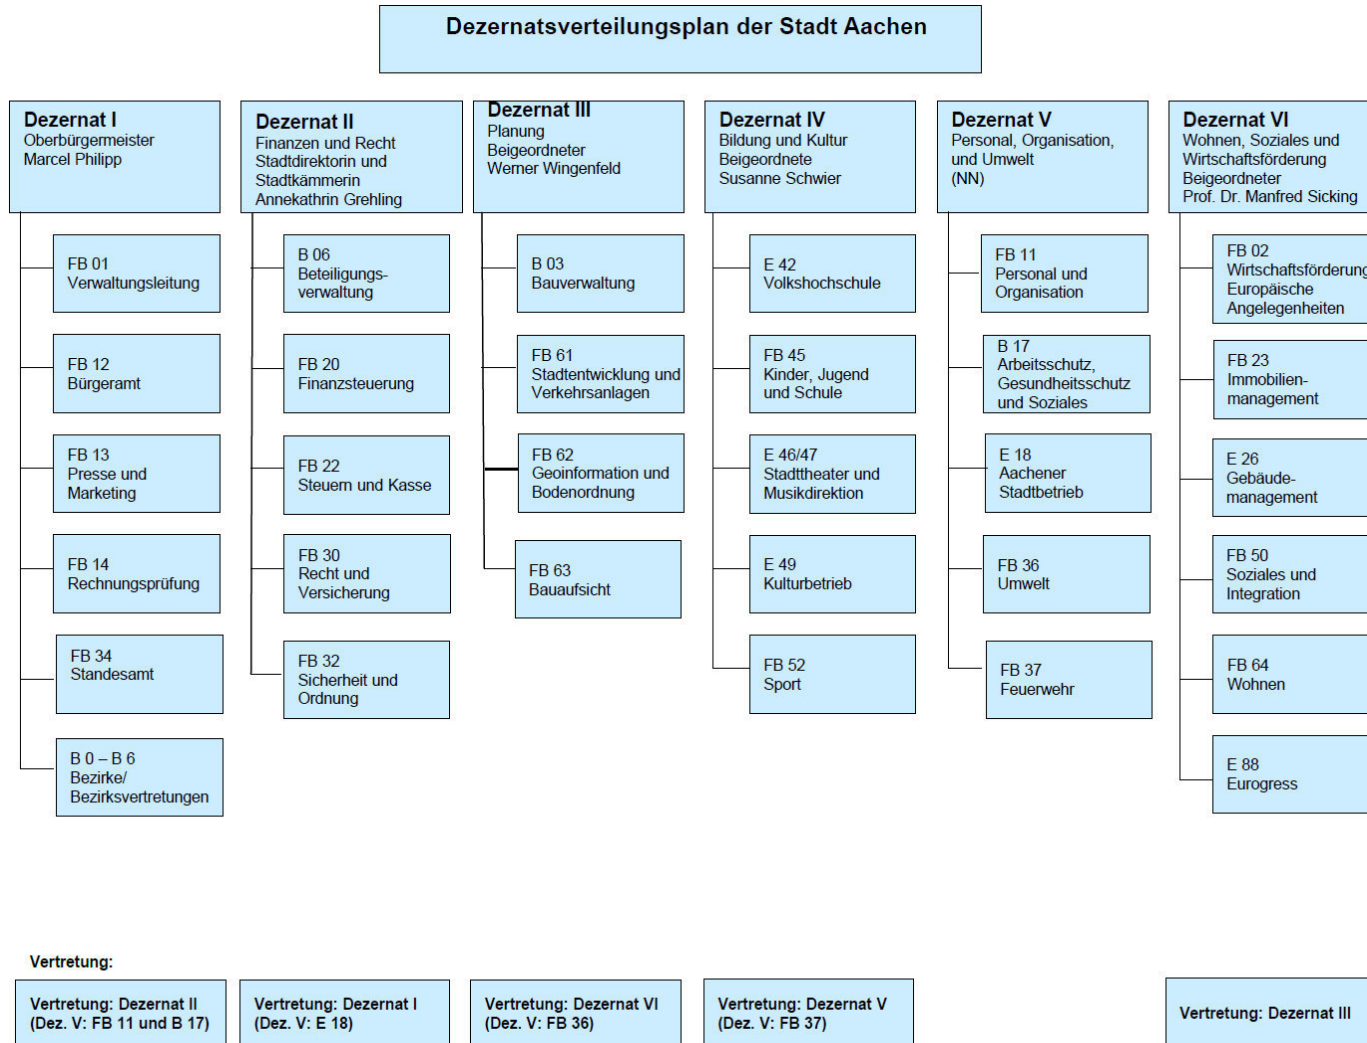 Dezernatsverteilungsplan der Stadt Aachen
Dezernat I
Oberbürgermeister
Marcel Philipp
FB 01
Verwaltungsleitung
FB 12
Bürgeramt
FB 13
Presse und
Marketing
FB 14
Rechnungsprüfung
FB 34
Standesamt
B 0 – B 6
Bezirke/
Bezirksvertretungen
Dezernat II
Finanzen und Recht
Stadtdirektorin und
Stadtkämmerin
Annekathrin Grehling
B 06
Beteiligungs-
verwaltung
FB 20
Finanzsteuerung
FB 22
Steuern und Kasse
FB 30
Recht und
Versicherung
FB 32
Sicherheit und
Ordnung
Dezernat III
Planung
Beigeordneter
Werner Wingenfeld
B 03
Bauverwaltung
FB 61
Stadtentwicklung und
Verkehrsanlagen
FB 62
Geoinformation und
Bodenordnung
FB 63
Bauaufsicht
Dezernat IV
Bildung und Kultur
Beigeordnete
Susanne Schwier
E 42
Volkshochschule
FB 45
Kinder, Jugend
und Schule
E 46/47
Stadttheater und
Musikdirektion
E 49
Kulturbetrieb
FB 52
Sport
Dezernat V
Personal, Organisation,
und Umwelt
(NN)
FB 11
Personal und
Organisation
B 17
Arbeitsschutz,
Gesundheitsschutz
und Soziales
E 18
Aachener
Stadtbetrieb
FB 36
Umwelt
FB 37
Feuerwehr
Dezernat VI
Wohnen, Soziales und
Wirtschaftsförderung
Beigeordneter
Prof. Dr. Manfred Sicking
FB 02
Wirtschaftsförderung
Europäische
Angelegenheiten
FB 23
Immobilien-
management
E 26
Gebäude-
management
FB 50
Soziales und
Integration
FB 64
Wohnen
E 88
Eurogress
Vertretung:
Vertretung: Dezernat II
(Dez. V: FB 11 und B 17)
Vertretung: Dezernat I
(Dez. V: E 18)
Vertretung: Dezernat VI
(Dez. V: FB 36)
Vertretung: Dezernat V
(Dez. V: FB 37)
Vertretung: Dezernat III